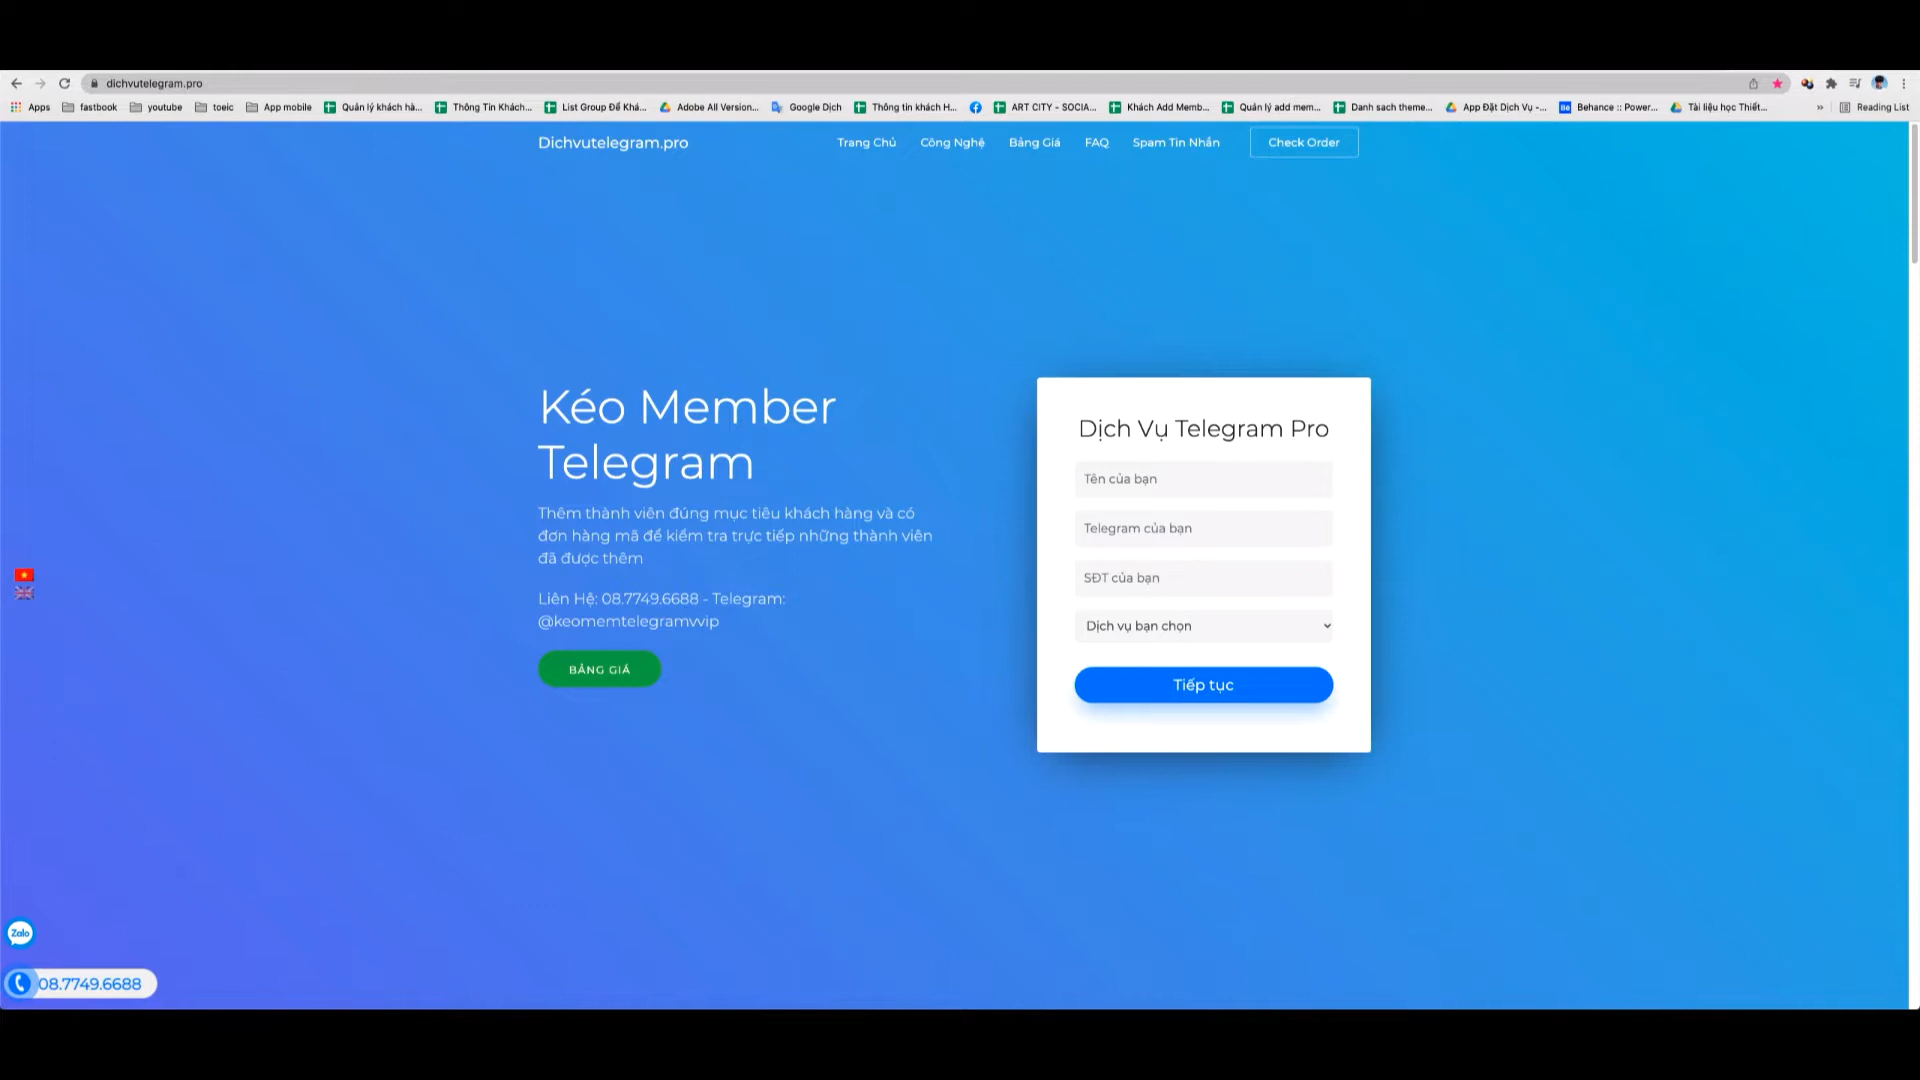 dichvutelegram.pro
Apps fastbook youtube toeic App mobile Quản lý khách hà... Thông Tin Khách... List Group Để Khá... Adobe All Version... Google Dịch Thông tin khách H... ART CITY - SOCIA... Khách Add Memb... Quản lý add mem... Danh sach theme... App Đặt Dịch Vụ -... Behance :: Power... Tài liệu học Thiết... » Reading List
Dichvutelegram.pro Trang Chủ Công Nghệ Bảng Giá FAQ Spam Tin Nhắn Check Order
Kéo Member
Telegram
Thêm thành viên đúng mục tiêu khách hàng và có
đơn hàng mã để kiểm tra trực tiếp những thành viên
đã được thêm
Liên Hệ: 08.7749.6688 - Telegram:
@keomemtelegramvvip
BẢNG GIÁ
Dịch Vụ Telegram Pro
Tên của bạn
Telegram của bạn
SĐT của bạn
Dịch vụ bạn chọn
Tiếp tục
Zalo
08.7749.6688